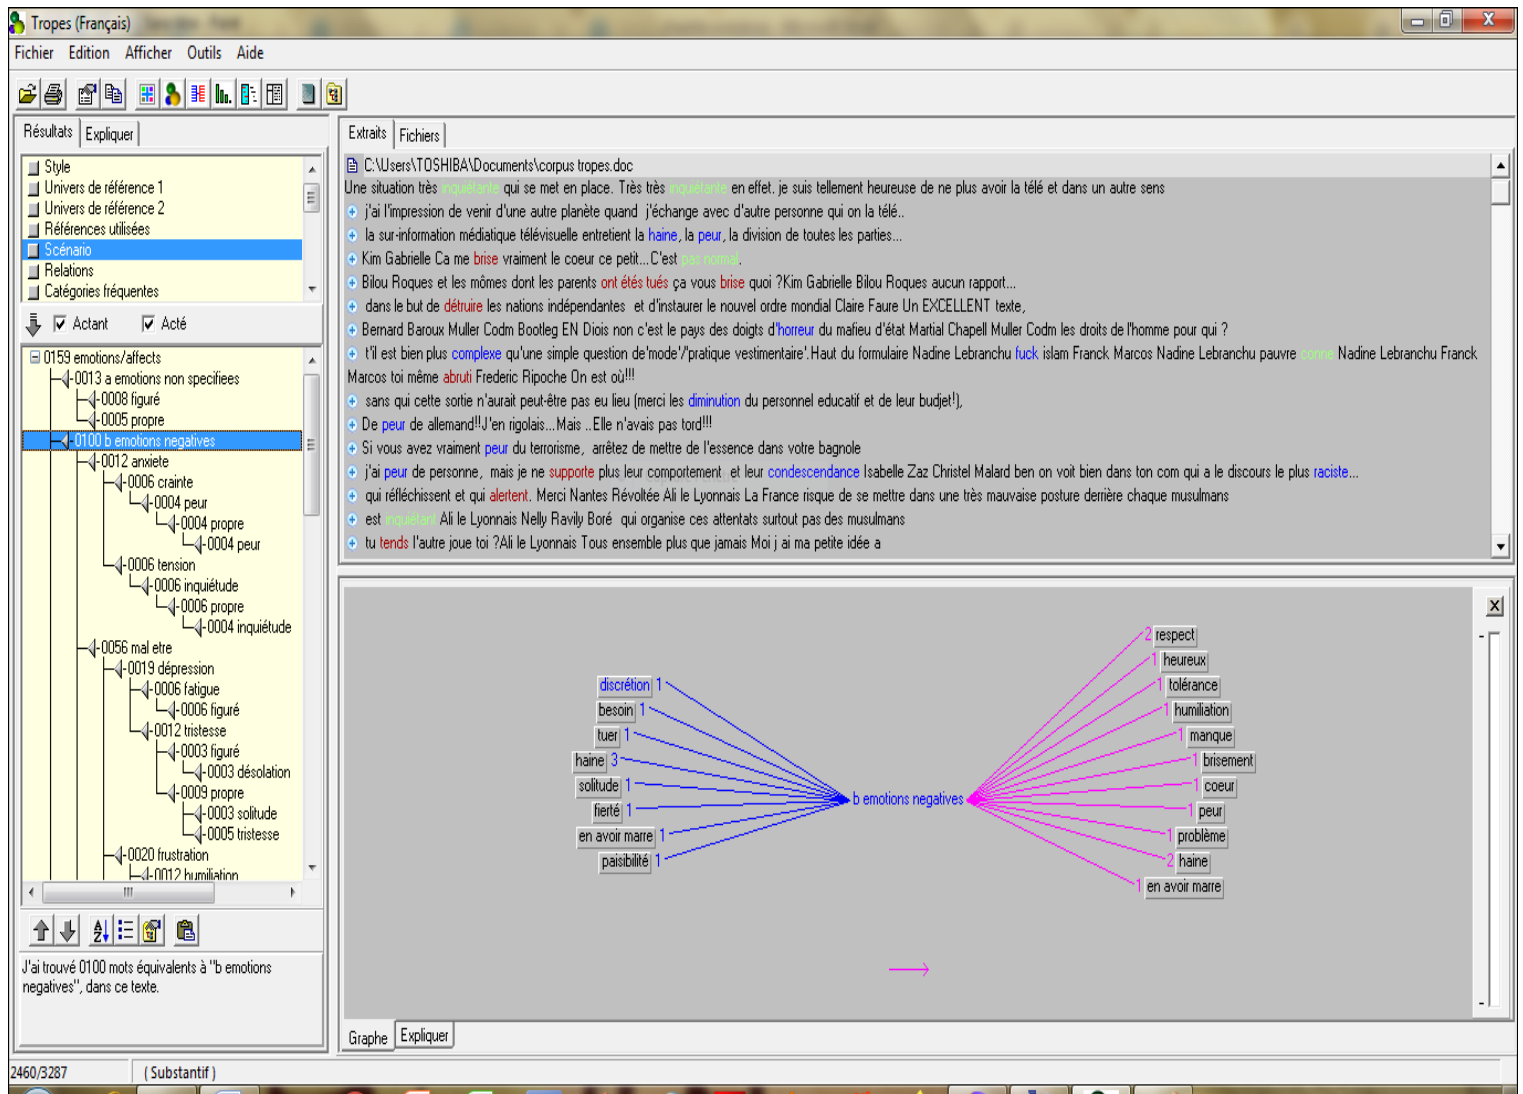 Tropes (Français)
Fichier Edition Afficher Outils Aide
Résultats Expliquer
Style
Univers de référence 1
Univers de référence 2
Références utilisées
Scénario
Relations
Catégories fréquentes
Actant Acté
0159 emotions/affects
0013 a emotions non specifiees
0008 figuré
0005 propre
0100 b emotions negatives
0012 anxiete
0006 crainte
0004 peur
0004 propre
0004 peur
0006 tension
0006 inquiétude
0006 propre
0004 inquiétude
0056 mal etre
0019 dépression
0006 fatigue
0006 figuré
0012 tristesse
0003 figuré
0003 désolation
0009 propre
0003 solitude
0005 tristesse
0020 frustration
0012 humiliation
J'ai trouvé 0100 mots équivalents à "b emotions
negatives", dans ce texte.
Extraits Fichiers
C:\Users\TOSHIBA\Documents\corpus tropes.doc
Une situation très inquiétante qui se met en place. Très très inquiétante en effet. je suis tellement heureuse de ne plus avoir la télé et dans un autre sens
j'ai l'impression de venir d'une autre planète quand j'échange avec d'autre personne qui on la télé..
la sur-information médiatique télévisuelle entretient la haine, la peur, la division de toutes les parties...
Kim Gabrielle Ca me brise vraiment le coeur ce petit...C'est pas normal.
Bilou Roques et les mômes dont les parents ont étés tués ça vous brise quoi ?Kim Gabrielle Bilou Roques aucun rapport...
dans le but de détruire les nations indépendantes et d'instaurer le nouvel ordre mondial Claire Faure Un EXCELLENT texte,
Bernard Baroux Muller Codm Bootleg EN Diois non c'est le pays des doigts d'horreur du mafieu d'état Martial Chapell Muller Codm les droits de l'homme pour qui ?
t'il est bien plus complexe qu'une simple question de'mode'/'pratique vestimentaire'.Haut du formulaire Nadine Lebranchu fuck islam Franck Marcos Nadine Lebranchu pauvre conne Nadine Lebranchu Franck
Marcos toi même abruti Frederic Ripoche On est où!!!
sans qui cette sortie n'aurait peut-être pas eu lieu (merci les diminution du personnel educatif et de leur budjet!),
De peur de allemand!!J'en rigolais...Mais ..Elle n'avais pas tord!!!
Si vous avez vraiment peur du terrorisme, arrêtez de mettre de l'essence dans votre bagnole
j'ai peur de personne, mais je ne supporte plus leur comportement et leur condescendance Isabelle Zaz Christel Malard ben on voit bien dans ton com qui a le discours le plus raciste...
qui réfléchissent et qui alertent. Merci Nantes Révoltée Ali le Lyonnais La France risque de se mettre dans une très mauvaise posture derrière chaque musulmans
est inquiétant Ali le Lyonnais Nelly Ravily Boré qui organise ces attentats surtout pas des musulmans
tu tends l'autre joue toi ?Ali le Lyonnais Tous ensemble plus que jamais Moi j ai ma petite idée a
discrétion 1
besoin 1
tuer 1
haine 3
solitude 1
fierté 1
en avoir marre 1
paisibilité 1
b emotions negatives
2 respect
1 heureux
1 tolérance
1 humiliation
1 manque
1 brisement
1 coeur
1 peur
1 problème
2 haine
1 en avoir marre
Graphe Expliquer
2460/3287 ( Substantif )